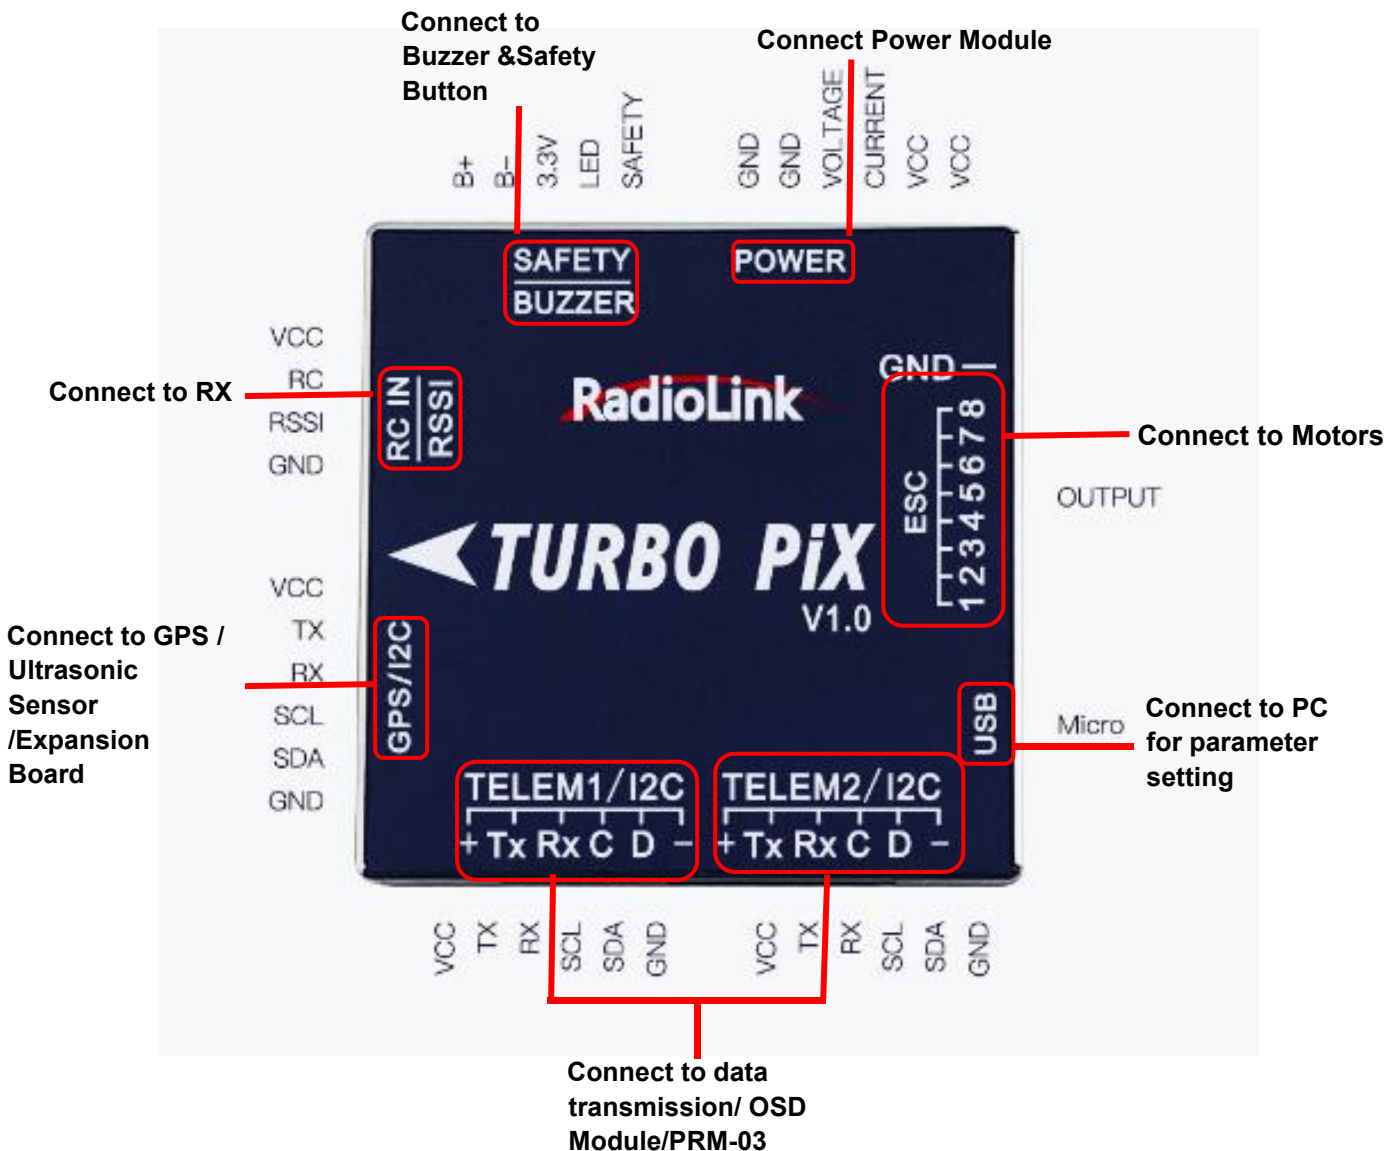 Connect to
Buzzer &Safety
Button
Connect Power Module
B+
B−
3.3V
LED
SAFETY
GND
GND
VOLTAGE
CURRENT
VCC
VCC
SAFETY
BUZZER
POWER
VCC
RC
RSSI
GND
Connect to RX
RC IN
RSSI
RadioLink
GND
ESC
1 2 3 4 5 6 7 8
Connect to Motors
OUTPUT
TURBO PiX
V1.0
VCC
TX
RX
SCL
SDA
GND
Connect to GPS /
Ultrasonic
Sensor
/Expansion
Board
GPS/I2C
USB
Micro
Connect to PC
for parameter
setting
TELEM1/I2C
+ Tx Rx C D −
TELEM2/I2C
+ Tx Rx C D −
VCC
TX
RX
SCL
SDA
GND
VCC
TX
RX
SCL
SDA
GND
Connect to data
transmission/ OSD
Module/PRM-03